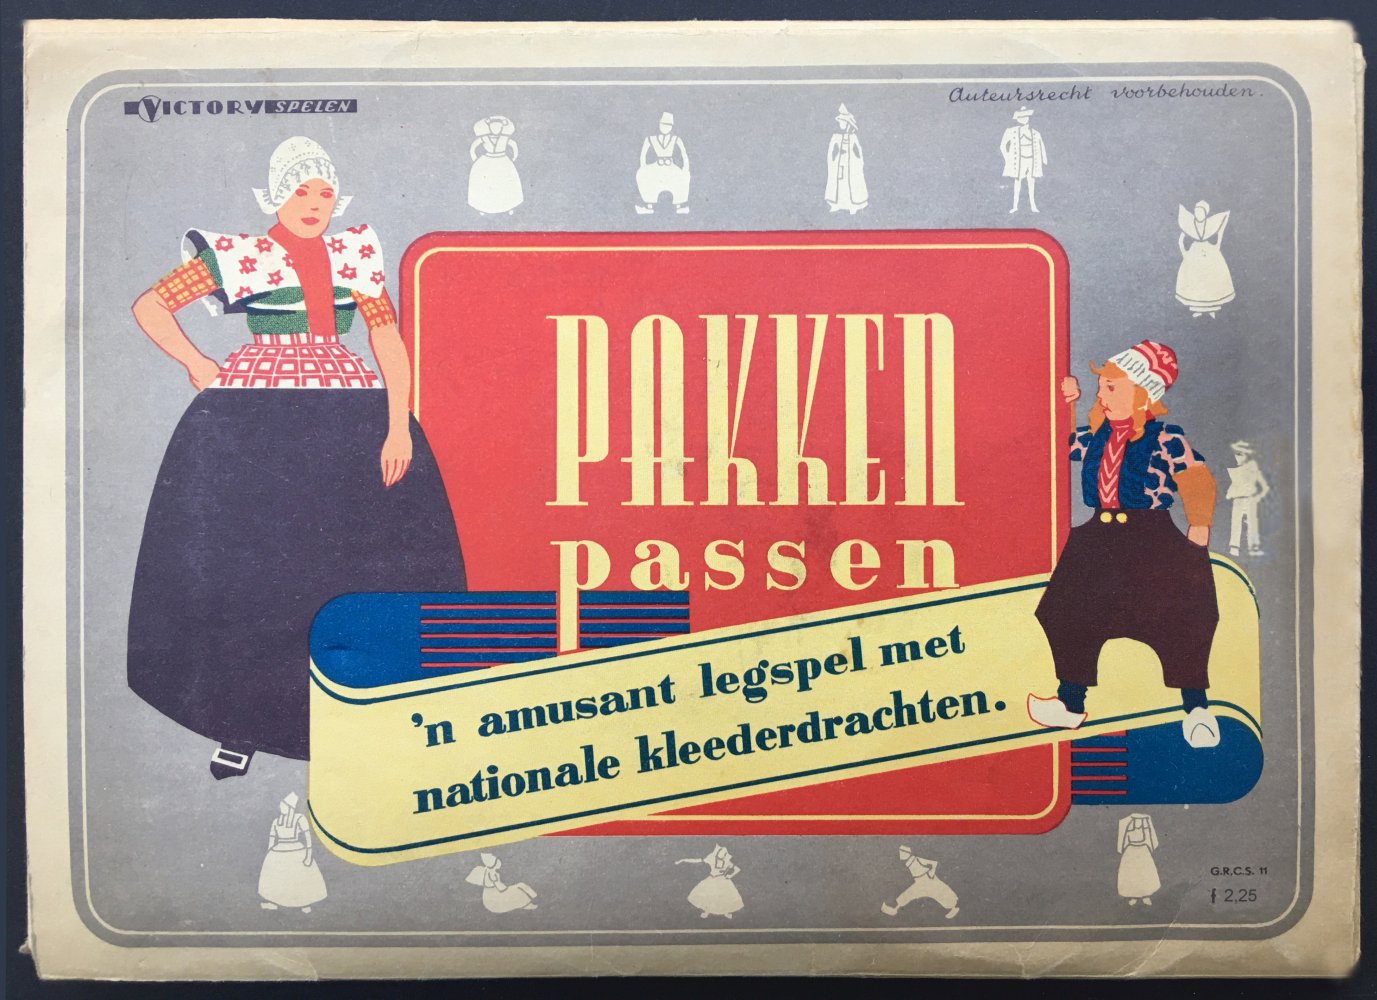 VICTORY SPELEN
Auteursrecht voorbehouden.
PAKKEN
passen
'n amusant legspel met
nationale kleederdrachten.
G.R.C.S. 11
f 2,25